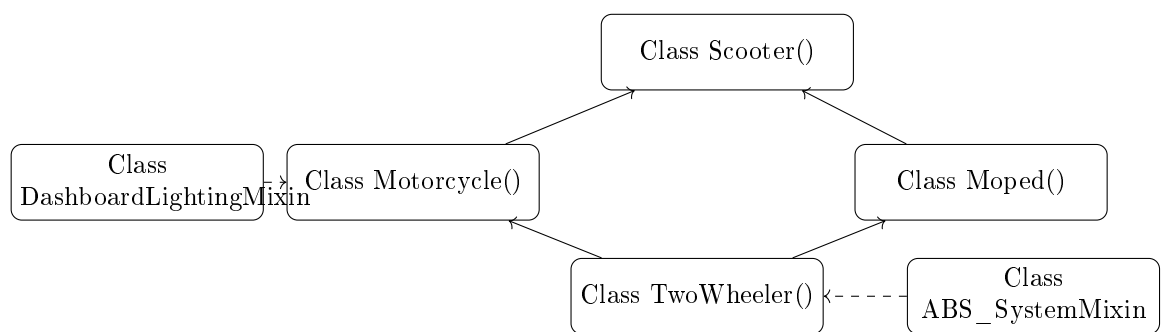 Class Scooter()
Class
DashboardLightingMixin
Class Motorcycle()
Class Moped()
Class TwoWheeler()
Class
ABS_SystemMixin